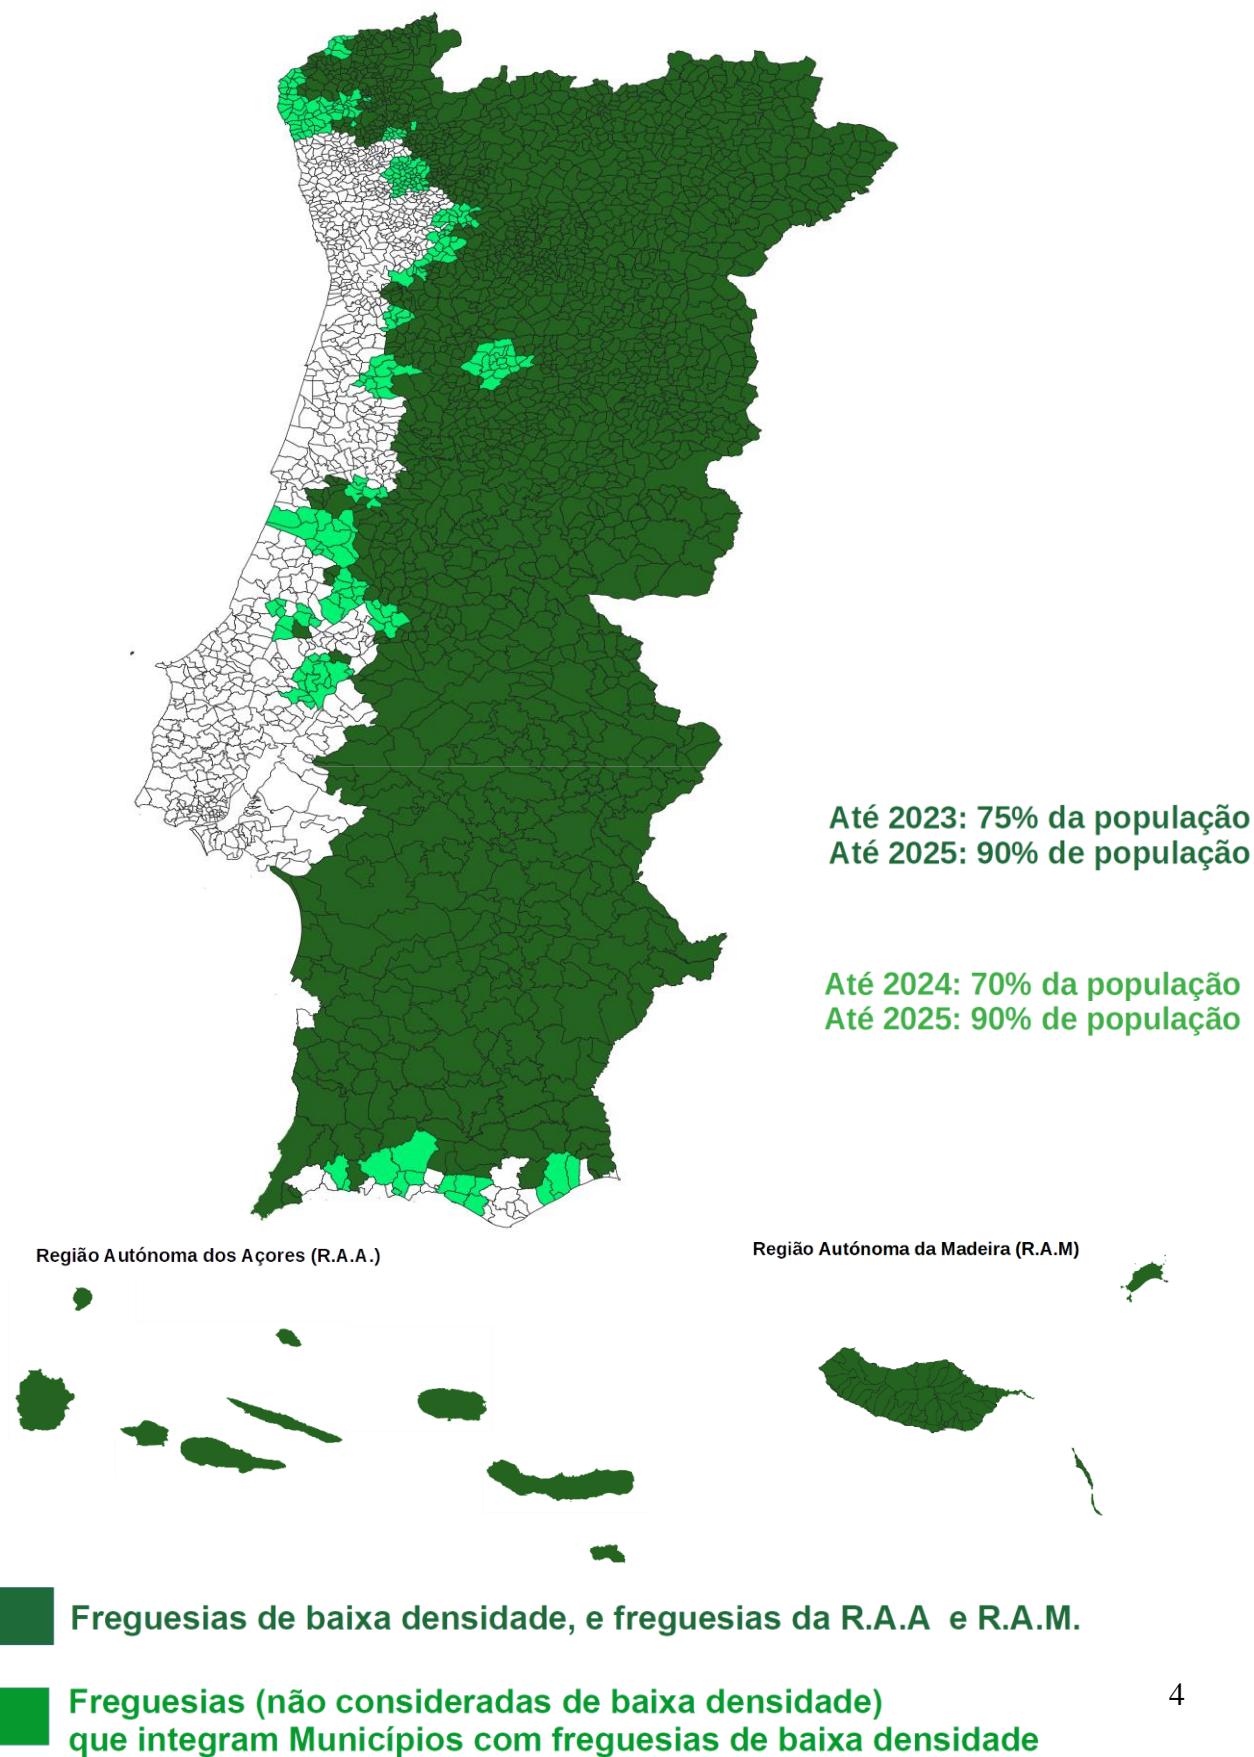 Até 2023: 75% da população
Até 2025: 90% de população
Até 2024: 70% da população
Até 2025: 90% de população
Região Autónoma dos Açores (R.A.A.)
Região Autónoma da Madeira (R.A.M)
Freguesias de baixa densidade, e freguesias da R.A.A e R.A.M.
Freguesias (não consideradas de baixa densidade)
que integram Municípios com freguesias de baixa densidade
4